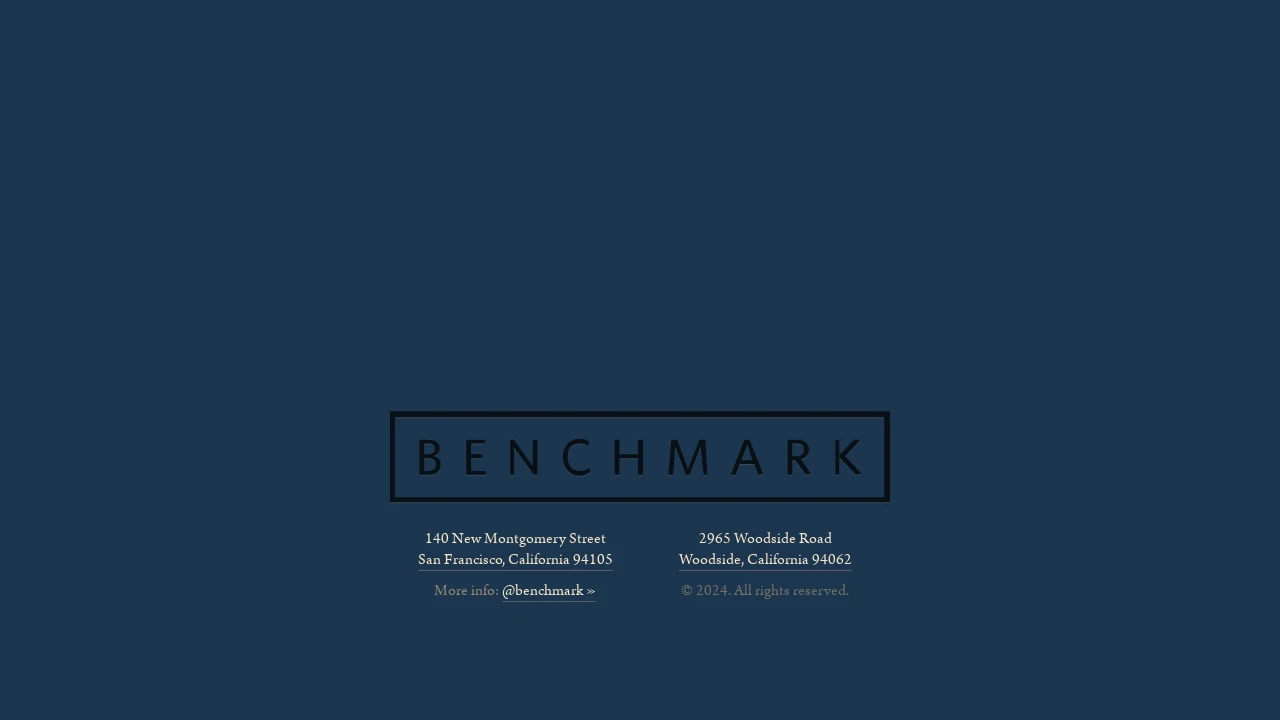 BENCHMARK
140 New Montgomery Street
San Francisco, California 94105
More info: @benchmark »
2965 Woodside Road
Woodside, California 94062
© 2024. All rights reserved.